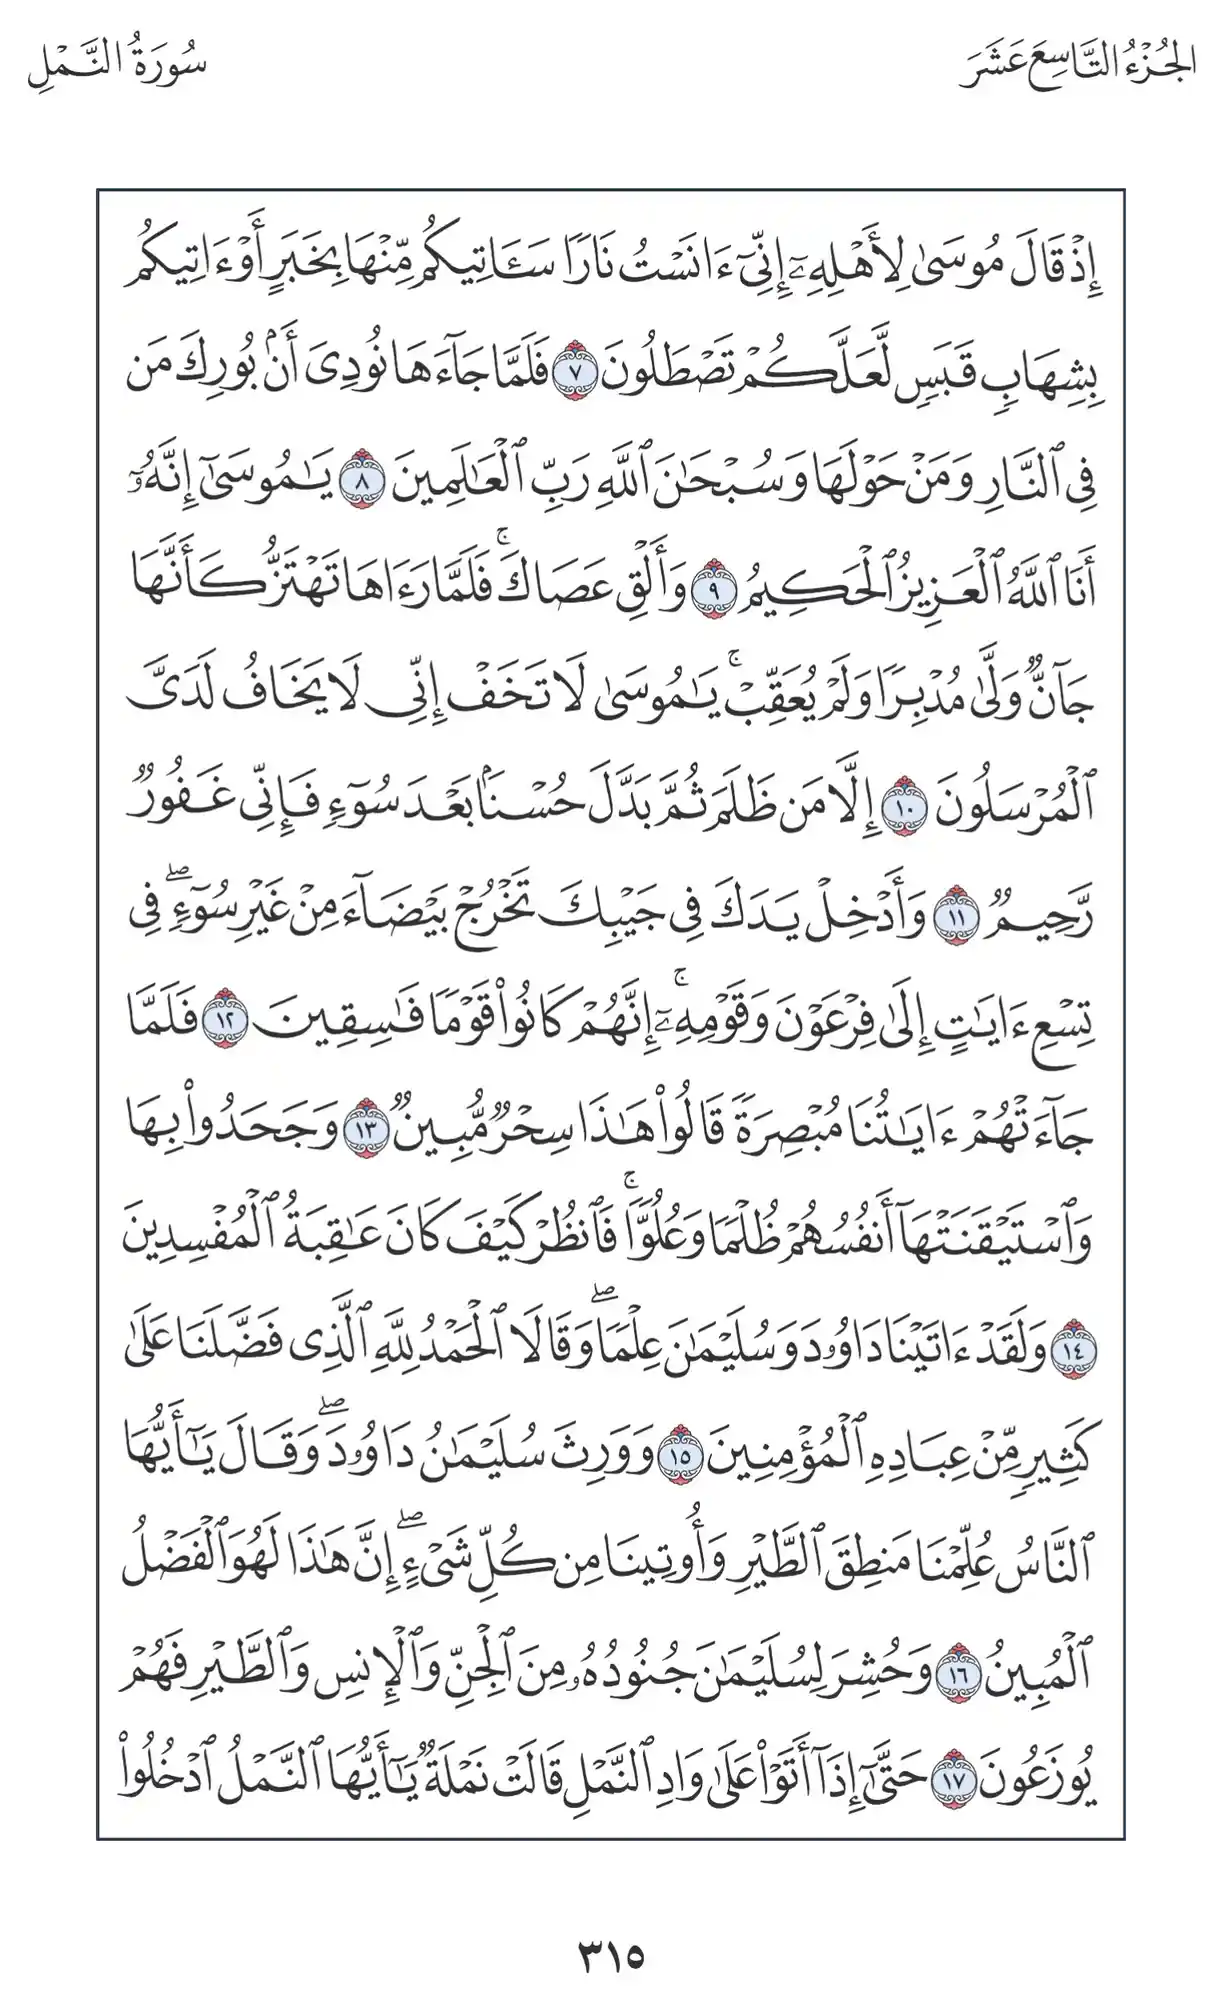 الجُزْءُ التَّاسِعَ عَشَرَ
سُورَةُ النَّمْلِ
إِذْ قَالَ مُوسَىٰ لِأَهْلِهِۦٓ إِنِّىٓ ءَانَسْتُ نَارًا سَـَٔاتِيكُم مِّنْهَا بِخَبَرٍ أَوْ ءَاتِيكُم
بِشِهَابٍ قَبَسٍ لَّعَلَّكُمْ تَصْطَلُونَ ٧ فَلَمَّا جَآءَهَا نُودِىَ أَنۢ بُورِكَ مَن
فِى ٱلنَّارِ وَمَنْ حَوْلَهَا وَسُبْحَـٰنَ ٱللَّهِ رَبِّ ٱلْعَـٰلَمِينَ ٨ يَـٰمُوسَىٰٓ إِنَّهُۥٓ
أَنَا ٱللَّهُ ٱلْعَزِيزُ ٱلْحَكِيمُ ٩ وَأَلْقِ عَصَاكَ ۚ فَلَمَّا رَءَاهَا تَهْتَزُّ كَأَنَّهَا
جَآنٌّ وَلَّىٰ مُدْبِرًا وَلَمْ يُعَقِّبْ ۚ يَـٰمُوسَىٰ لَا تَخَفْ إِنِّى لَا يَخَافُ لَدَىَّ
ٱلْمُرْسَلُونَ ١٠ إِلَّا مَن ظَلَمَ ثُمَّ بَدَّلَ حُسْنًۢا بَعْدَ سُوٓءٍ فَإِنِّى غَفُورٌ
رَّحِيمٌ ١١ وَأَدْخِلْ يَدَكَ فِى جَيْبِكَ تَخْرُجْ بَيْضَآءَ مِنْ غَيْرِ سُوٓءٍ ۖ فِى
تِسْعِ ءَايَـٰتٍ إِلَىٰ فِرْعَوْنَ وَقَوْمِهِۦٓ ۚ إِنَّهُمْ كَانُوا۟ قَوْمًا فَـٰسِقِينَ ١٢ فَلَمَّا
جَآءَتْهُمْ ءَايَـٰتُنَا مُبْصِرَةً قَالُوا۟ هَـٰذَا سِحْرٌ مُّبِينٌ ١٣ وَجَحَدُوا۟ بِهَا
وَٱسْتَيْقَنَتْهَآ أَنفُسُهُمْ ظُلْمًا وَعُلُوًّا ۚ فَٱنظُرْ كَيْفَ كَانَ عَـٰقِبَةُ ٱلْمُفْسِدِينَ
١٤ وَلَقَدْ ءَاتَيْنَا دَاوُۥدَ وَسُلَيْمَـٰنَ عِلْمًا ۖ وَقَالَا ٱلْحَمْدُ لِلَّهِ ٱلَّذِى فَضَّلَنَا عَلَىٰ
كَثِيرٍ مِّنْ عِبَادِهِ ٱلْمُؤْمِنِينَ ١٥ وَوَرِثَ سُلَيْمَـٰنُ دَاوُۥدَ ۖ وَقَالَ يَـٰٓأَيُّهَا
ٱلنَّاسُ عُلِّمْنَا مَنطِقَ ٱلطَّيْرِ وَأُوتِينَا مِن كُلِّ شَىْءٍ ۖ إِنَّ هَـٰذَا لَهُوَ ٱلْفَضْلُ
ٱلْمُبِينُ ١٦ وَحُشِرَ لِسُلَيْمَـٰنَ جُنُودُهُۥ مِنَ ٱلْجِنِّ وَٱلْإِنسِ وَٱلطَّيْرِ فَهُمْ
يُوزَعُونَ ١٧ حَتَّىٰٓ إِذَآ أَتَوْا۟ عَلَىٰ وَادِ ٱلنَّمْلِ قَالَتْ نَمْلَةٌ يَـٰٓأَيُّهَا ٱلنَّمْلُ ٱدْخُلُوا۟
٣١٥